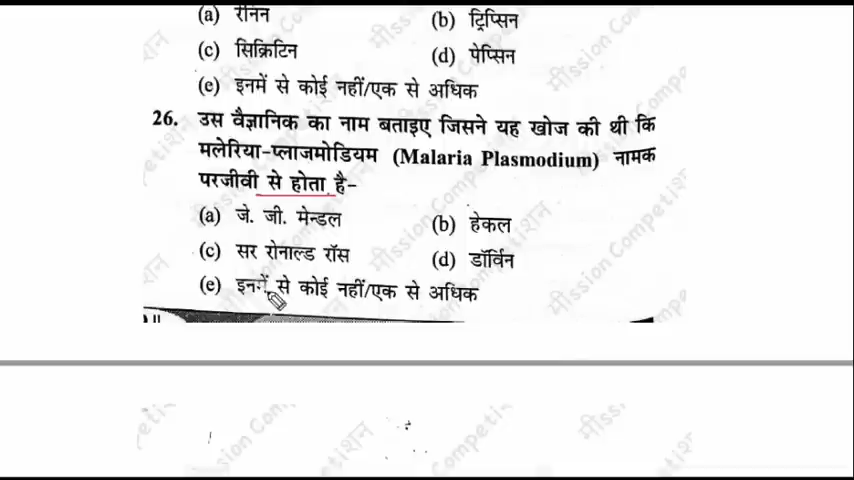 (a) रेनिन (b) ट्रिप्सिन
(c) सिक्रिटिन (d) पेप्सिन
(e) इनमें से कोई नहीं/एक से अधिक
26. उस वैज्ञानिक का नाम बताइए जिसने यह खोज की थी कि
मलेरिया-प्लाजमोडियम (Malaria Plasmodium) नामक
परजीवी से होता है-
(a) जे. जी. मेन्डल (b) हेकल
(c) सर रोनाल्ड रॉस (d) डॉर्विन
(e) इनमें से कोई नहीं/एक से अधिक